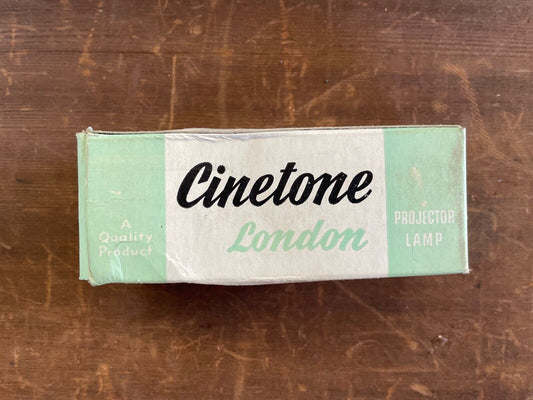 Cinetone
London
A
Quality
Product
PROJECTOR
LAMP